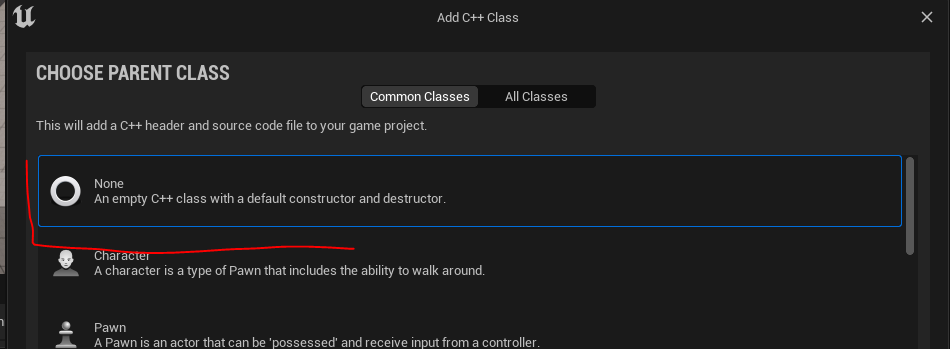 Add C++ Class
CHOOSE PARENT CLASS
Common Classes
All Classes
This will add a C++ header and source code file to your game project.
None
An empty C++ class with a default constructor and destructor.
Character
A character is a type of Pawn that includes the ability to walk around.
Pawn
A Pawn is an actor that can be 'possessed' and receive input from a controller.